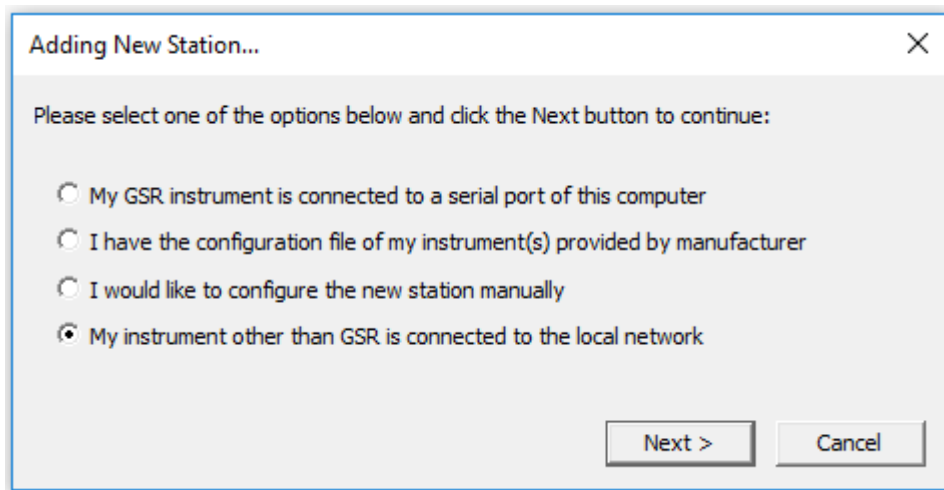 Adding New Station...
Please select one of the options below and click the Next button to continue:
My GSR instrument is connected to a serial port of this computer
I have the configuration file of my instrument(s) provided by manufacturer
I would like to configure the new station manually
My instrument other than GSR is connected to the local network
Next > Cancel